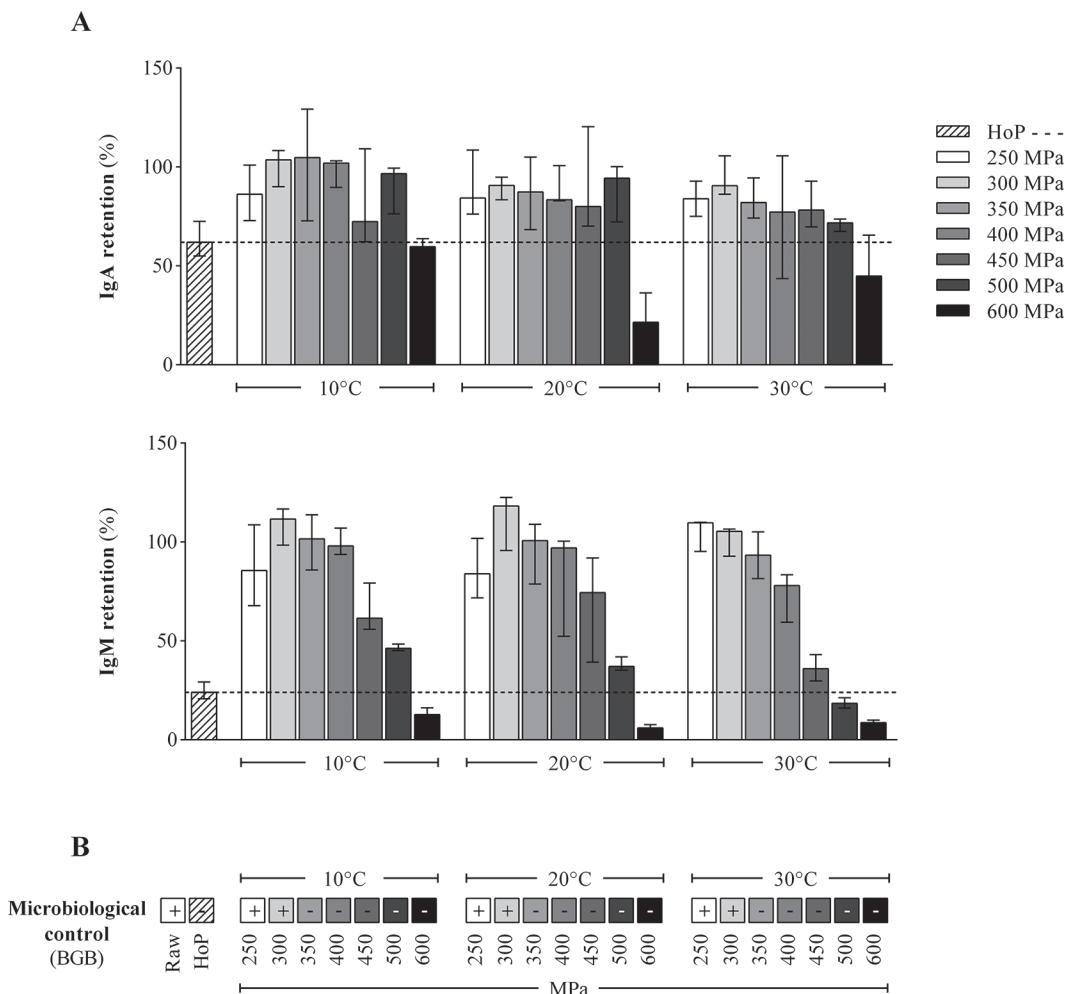 A
150
100
50
0
IgA retention (%)
10°C
20°C
30°C
HoP - - -
250 MPa
300 MPa
350 MPa
400 MPa
450 MPa
500 MPa
600 MPa
150
100
50
0
IgM retention (%)
10°C
20°C
30°C
B
10°C
20°C
30°C
Microbiological
control
(BGB)
+ -
+ + - - - - -
+ + - - - - -
+ + - - - - -
Raw HoP
250 300 350 400 450 500 600
250 300 350 400 450 500 600
250 300 350 400 450 500 600
MPa